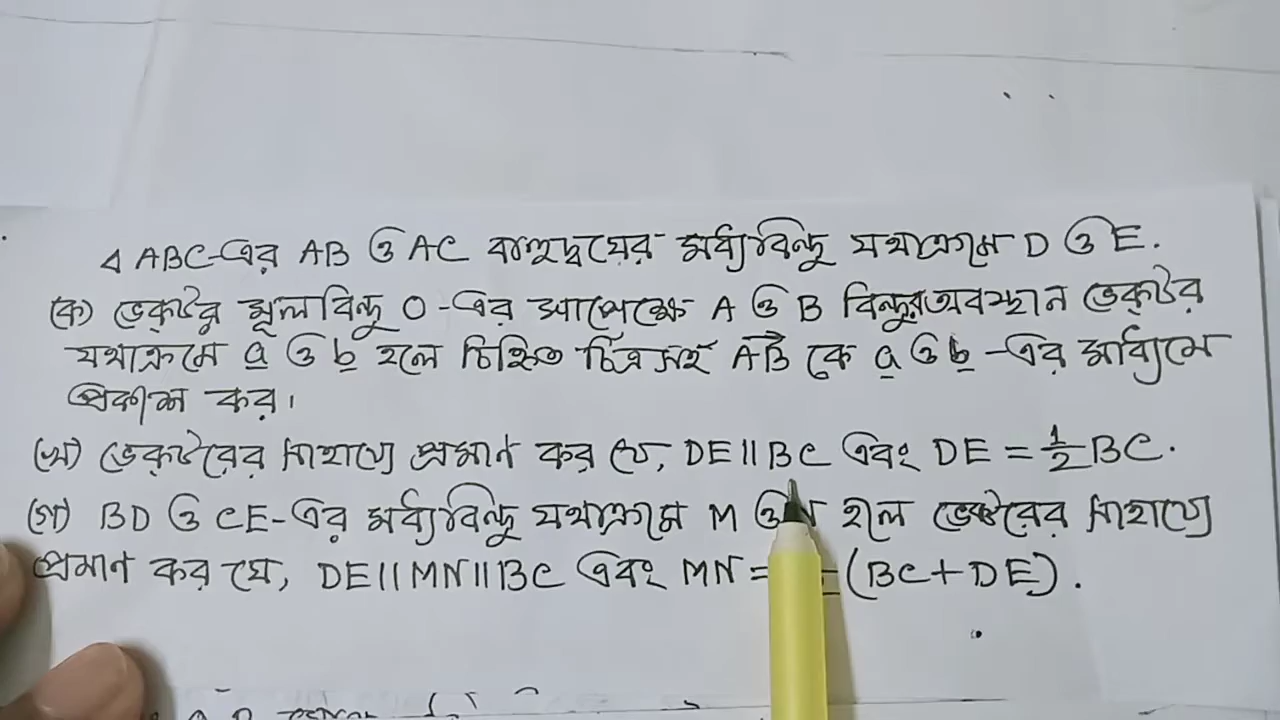 △ ABC-এর AB ও AC বাহুদ্বয়ের মধ্যবিন্দু যথাক্রমে D ও E.
(ক) ভেক্টর মূলবিন্দু O-এর সাপেক্ষে A ও B বিন্দুর অবস্থান ভেক্টর
যথাক্রমে a̲ ও b̲ হলে চিহ্নিত চিত্রসহ AB→ কে a̲ ও b̲ -এর মাধ্যমে
প্রকাশ কর।
(খ) ভেক্টরের সাহায্যে প্রমাণ কর যে, DE || BC এবং DE = 1/2 BC.
(গ) BD ও CE-এর মধ্যবিন্দু যথাক্রমে M ও N হলে ভেক্টরের সাহায্যে
প্রমাণ কর যে, DE || MN || BC এবং MN = (BC + DE).